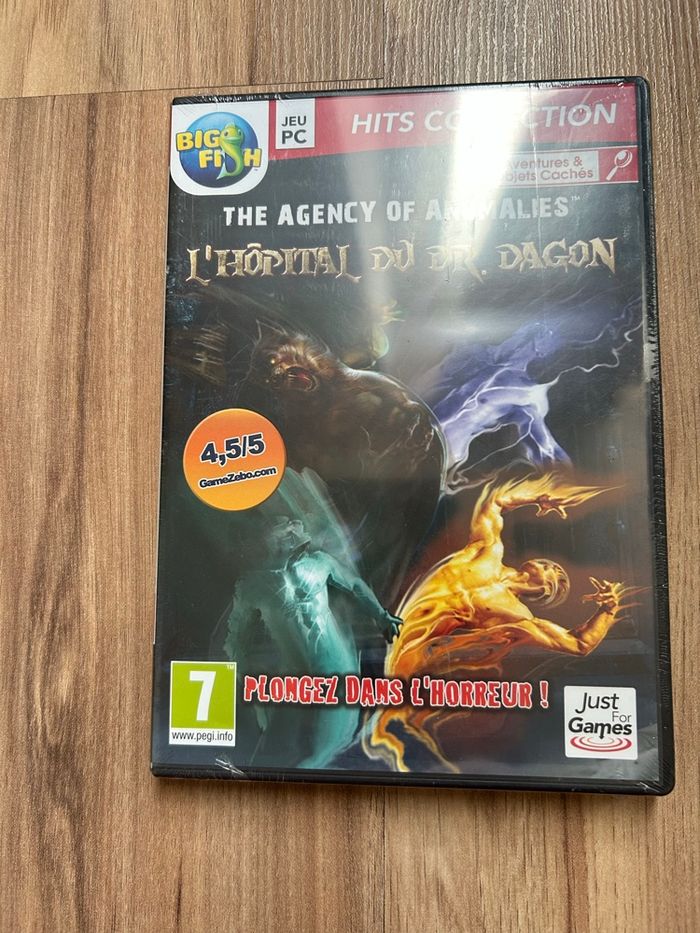 BIG
FISH
JEU
PC
HITS
Aventures &
Objets Cachés
THE AGENCY OF ANOMALIES™
L'HÔPITAL DU DR. DAGON
4,5/5
GameZebo.com
7
www.pegi.info
PLONGEZ DANS L'HORREUR !
Just
For
Games